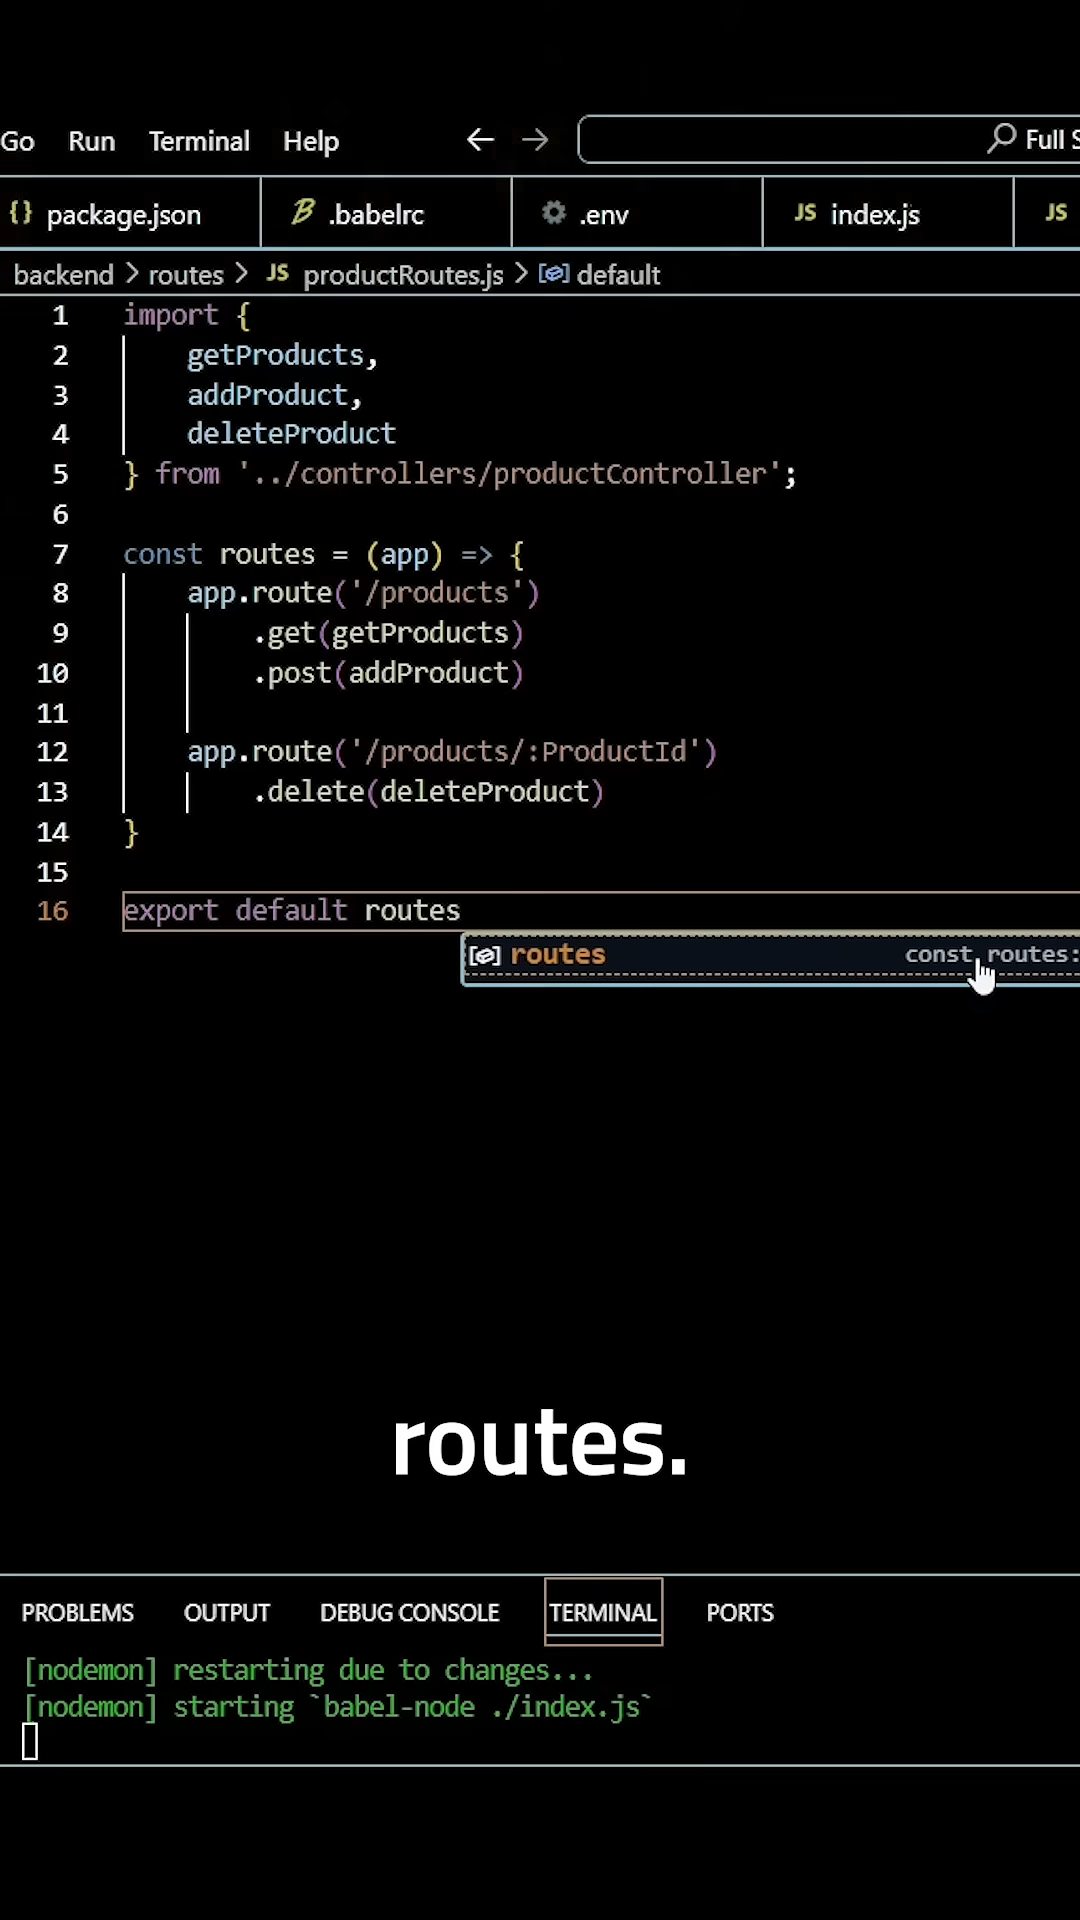 Go Run Terminal Help ← → Full S
{} package.json .babelrc .env JS index.js JS
backend > routes > JS productRoutes.js > default
1 import {
2 getProducts,
3 addProduct,
4 deleteProduct
5 } from '../controllers/productController';
6
7 const routes = (app) => {
8 app.route('/products')
9 .get(getProducts)
10 .post(addProduct)
11
12 app.route('/products/:ProductId')
13 .delete(deleteProduct)
14 }
15
16 export default routes
routes const routes:
routes.
PROBLEMS OUTPUT DEBUG CONSOLE TERMINAL PORTS
[nodemon] restarting due to changes...
[nodemon] starting `babel-node ./index.js`